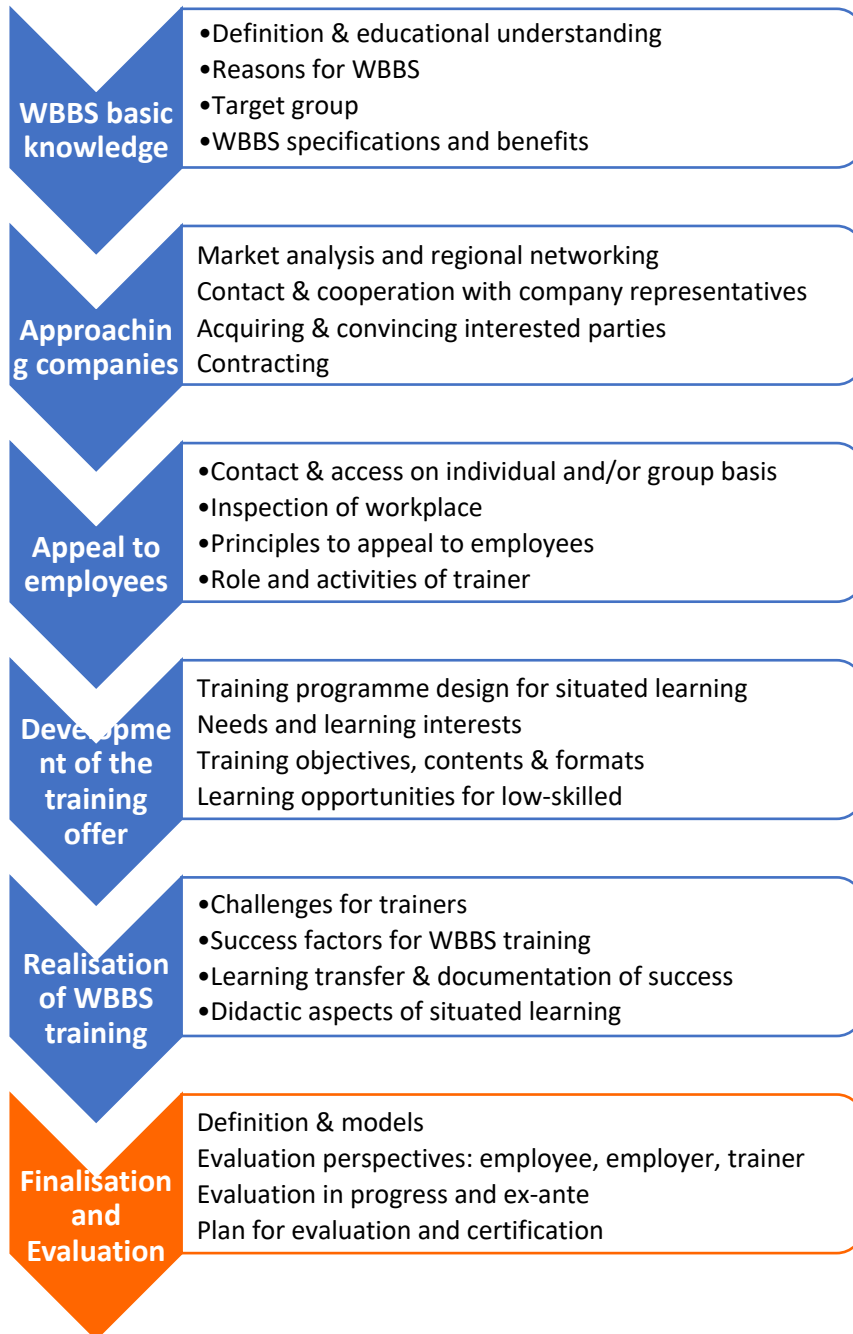 WBBS basic
knowledge
•Definition & educational understanding
•Reasons for WBBS
•Target group
•WBBS specifications and benefits
Approachin
g companies
Market analysis and regional networking
Contact & cooperation with company representatives
Acquiring & convincing interested parties
Contracting
Appeal to
employees
•Contact & access on individual and/or group basis
•Inspection of workplace
•Principles to appeal to employees
•Role and activities of trainer
Developme
nt of the
training
offer
Training programme design for situated learning
Needs and learning interests
Training objectives, contents & formats
Learning opportunities for low-skilled
Realisation
of WBBS
training
•Challenges for trainers
•Success factors for WBBS training
•Learning transfer & documentation of success
•Didactic aspects of situated learning
Finalisation
and
Evaluation
Definition & models
Evaluation perspectives: employee, employer, trainer
Evaluation in progress and ex-ante
Plan for evaluation and certification